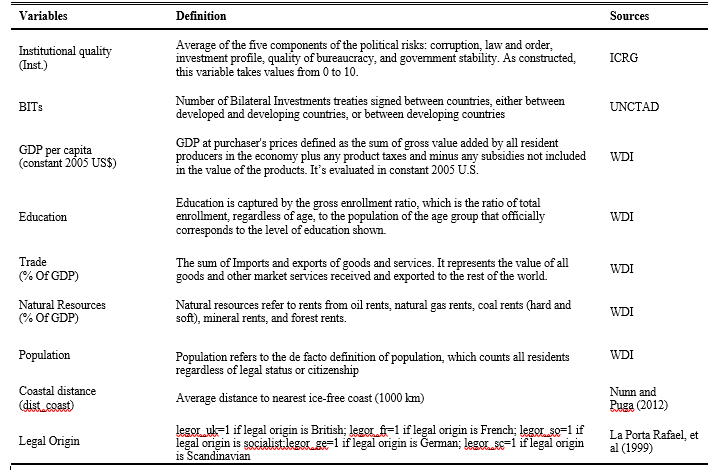 Variables Definition Sources
Institutional quality
(Inst.)
Average of the five components of the political risks: corruption, law and order,
investment profile, quality of bureaucracy, and government stability. As constructed,
this variable takes values from 0 to 10.
ICRG
BITs
Number of Bilateral Investments treaties signed between countries, either between
developed and developing countries, or between developing countries
UNCTAD
GDP per capita
(constant 2005 US$)
GDP at purchaser's prices defined as the sum of gross value added by all resident
producers in the economy plus any product taxes and minus any subsidies not included
in the value of the products. It's evaluated in constant 2005 U.S.
WDI
Education
Education is captured by the gross enrollment ratio, which is the ratio of total
enrollment, regardless of age, to the population of the age group that officially
corresponds to the level of education shown.
WDI
Trade
(% Of GDP)
The sum of Imports and exports of goods and services. It represents the value of all
goods and other market services received and exported to the rest of the world.
WDI
Natural Resources
(% Of GDP)
Natural resources refer to rents from oil rents, natural gas rents, coal rents (hard and
soft), mineral rents, and forest rents.
WDI
Population
Population refers to the de facto definition of population, which counts all residents
regardless of legal status or citizenship
WDI
Coastal distance
(dist_coast)
Average distance to nearest ice-free coast (1000 km)
Nunn and
Puga (2012)
Legal Origin
legor_uk=1 if legal origin is British; legor_fr=1 if legal origin is French; legor_so=1 if
legal origin is socialist;legor_ge=1 if legal origin is German; legor_sc=1 if legal origin
is Scandinavian
La Porta Rafael, et
al (1999)